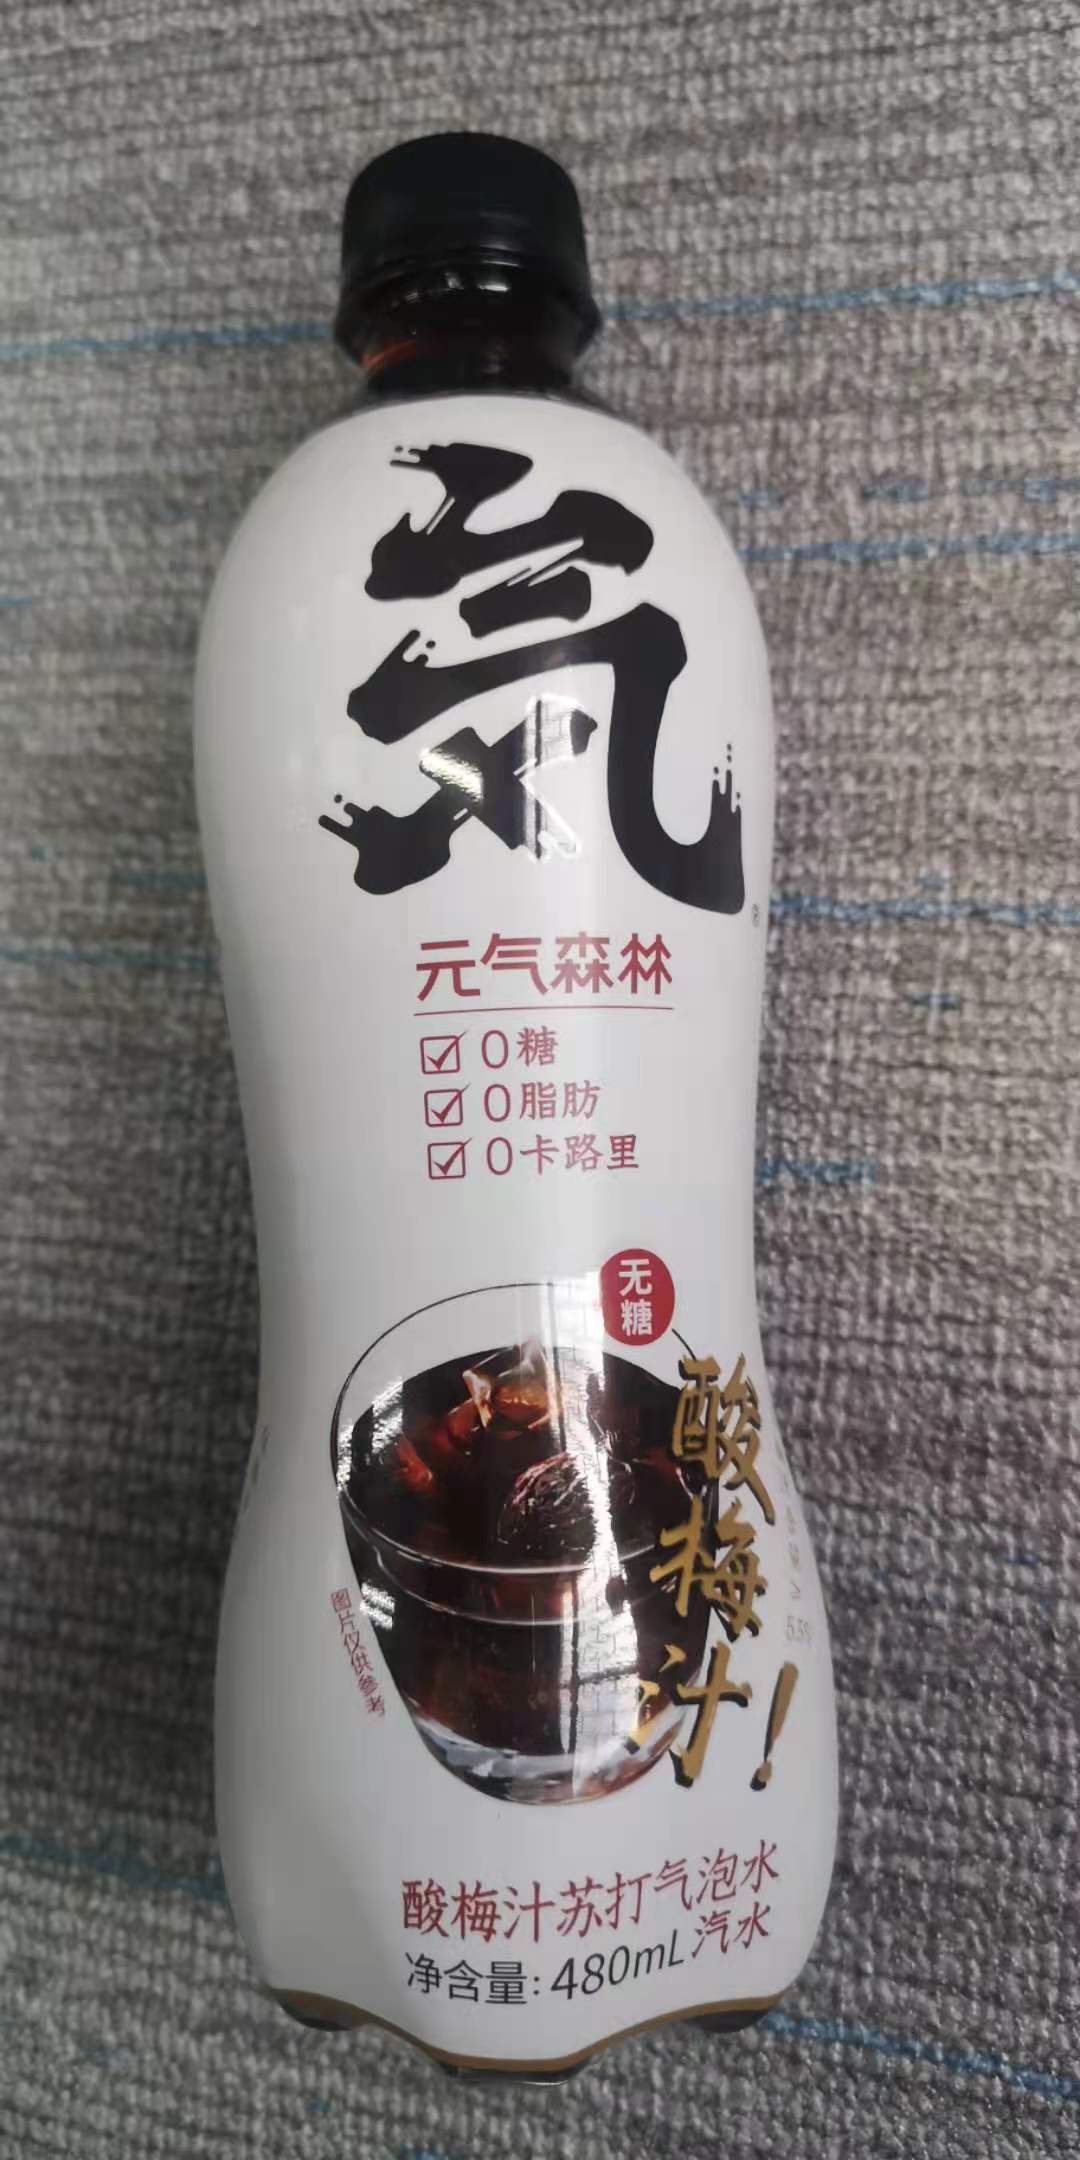 気
®
元气森林
0糖
0脂肪
0卡路里
无糖
酸梅汁!
图片仅供参考
酸梅汁苏打气泡水
净含量:480mL汽水